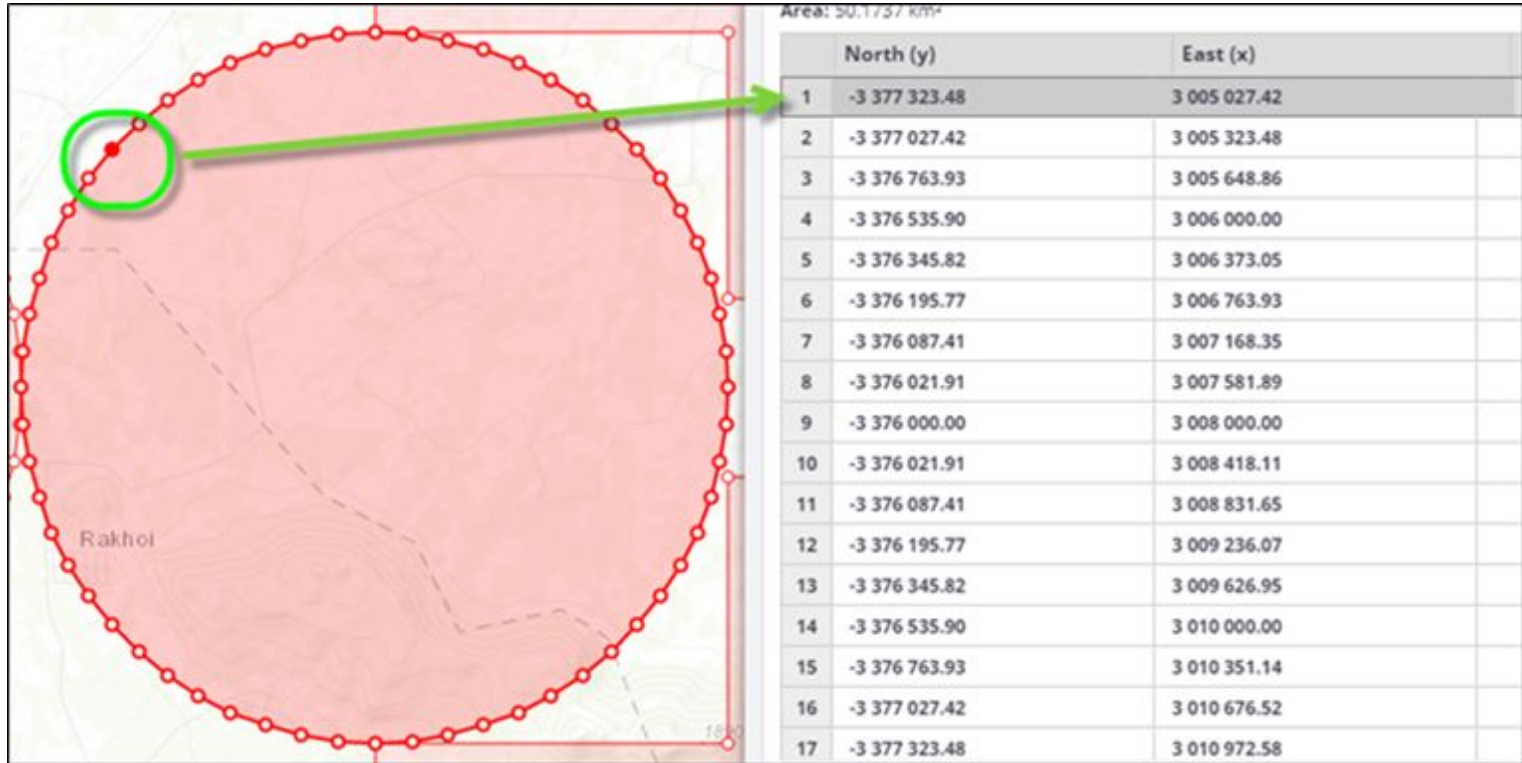 Area: 50.1737 km²
North (y) East (x)
1 -3 377 323.48 3 005 027.42
2 -3 377 027.42 3 005 323.48
3 -3 376 763.93 3 005 648.86
4 -3 376 535.90 3 006 000.00
5 -3 376 345.82 3 006 373.05
6 -3 376 195.77 3 006 763.93
7 -3 376 087.41 3 007 168.35
8 -3 376 021.91 3 007 581.89
9 -3 376 000.00 3 008 000.00
10 -3 376 021.91 3 008 418.11
11 -3 376 087.41 3 008 831.65
12 -3 376 195.77 3 009 236.07
13 -3 376 345.82 3 009 626.95
14 -3 376 535.90 3 010 000.00
15 -3 376 763.93 3 010 351.14
16 -3 377 027.42 3 010 676.52
17 -3 377 323.48 3 010 972.58
Rakhoi